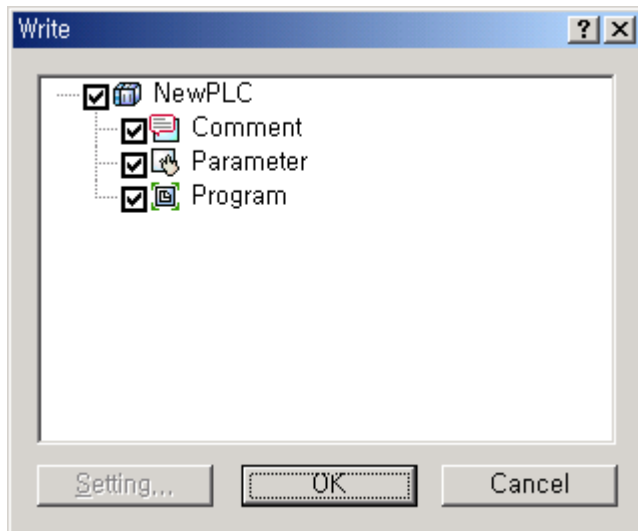 Write
NewPLC
Comment
Parameter
Program
Setting...
OK
Cancel